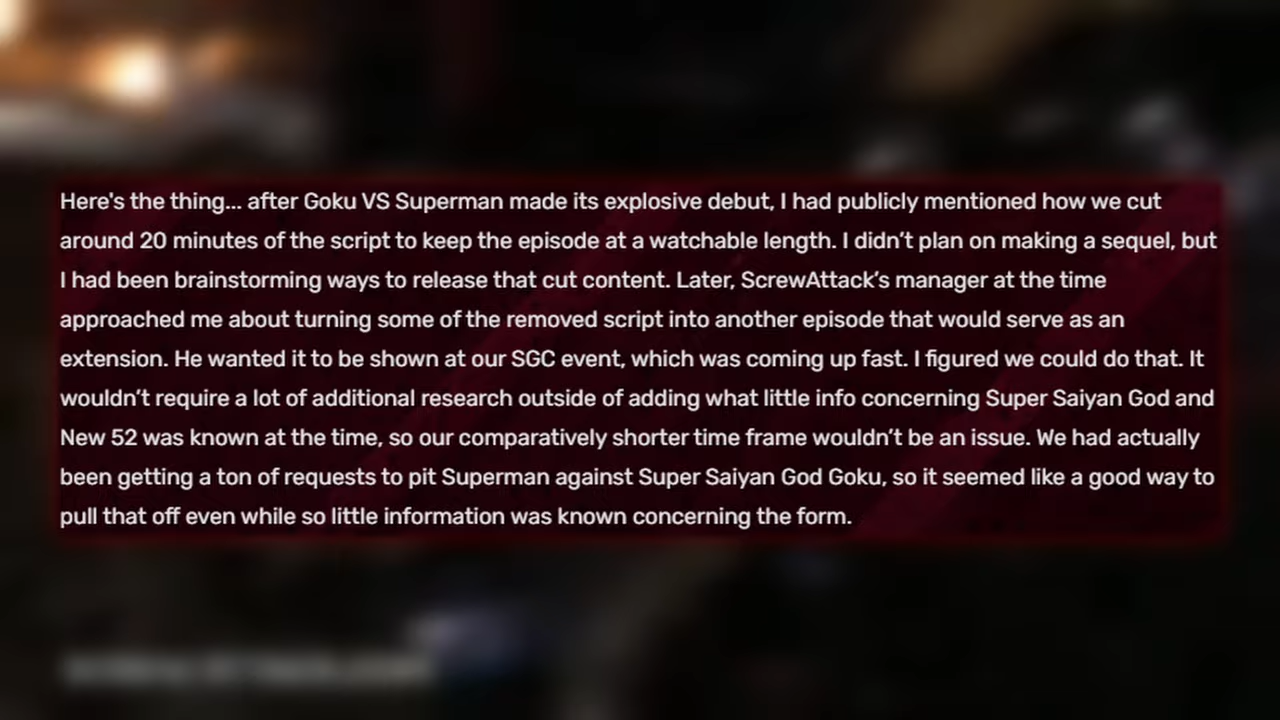 Here's the thing... after Goku VS Superman made its explosive debut, I had publicly mentioned how we cut
around 20 minutes of the script to keep the episode at a watchable length. I didn’t plan on making a sequel, but
I had been brainstorming ways to release that cut content. Later, ScrewAttack’s manager at the time
approached me about turning some of the removed script into another episode that would serve as an
extension. He wanted it to be shown at our SGC event, which was coming up fast. I figured we could do that. It
wouldn’t require a lot of additional research outside of adding what little info concerning Super Saiyan God and
New 52 was known at the time, so our comparatively shorter time frame wouldn’t be an issue. We had actually
been getting a ton of requests to pit Superman against Super Saiyan God Goku, so it seemed like a good way to
pull that off even while so little information was known concerning the form.